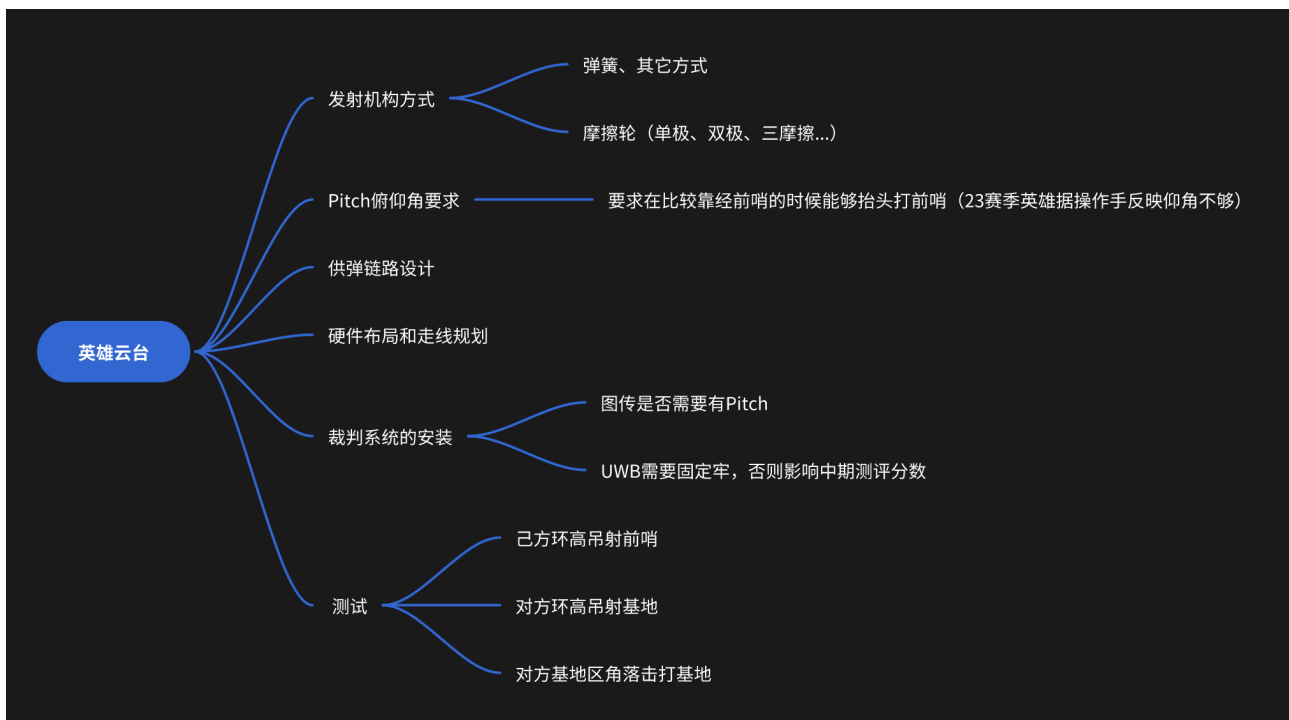 英雄云台
发射机构方式
弹簧、其它方式
摩擦轮（单极、双极、三摩擦...）
Pitch俯仰角要求
要求在比较靠经前哨的时候能够抬头打前哨（23赛季英雄据操作手反映仰角不够）
供弹链路设计
硬件布局和走线规划
裁判系统的安装
图传是否需要有Pitch
UWB需要固定牢，否则影响中期测评分数
测试
己方环高吊射前哨
对方环高吊射基地
对方基地区角落击打基地